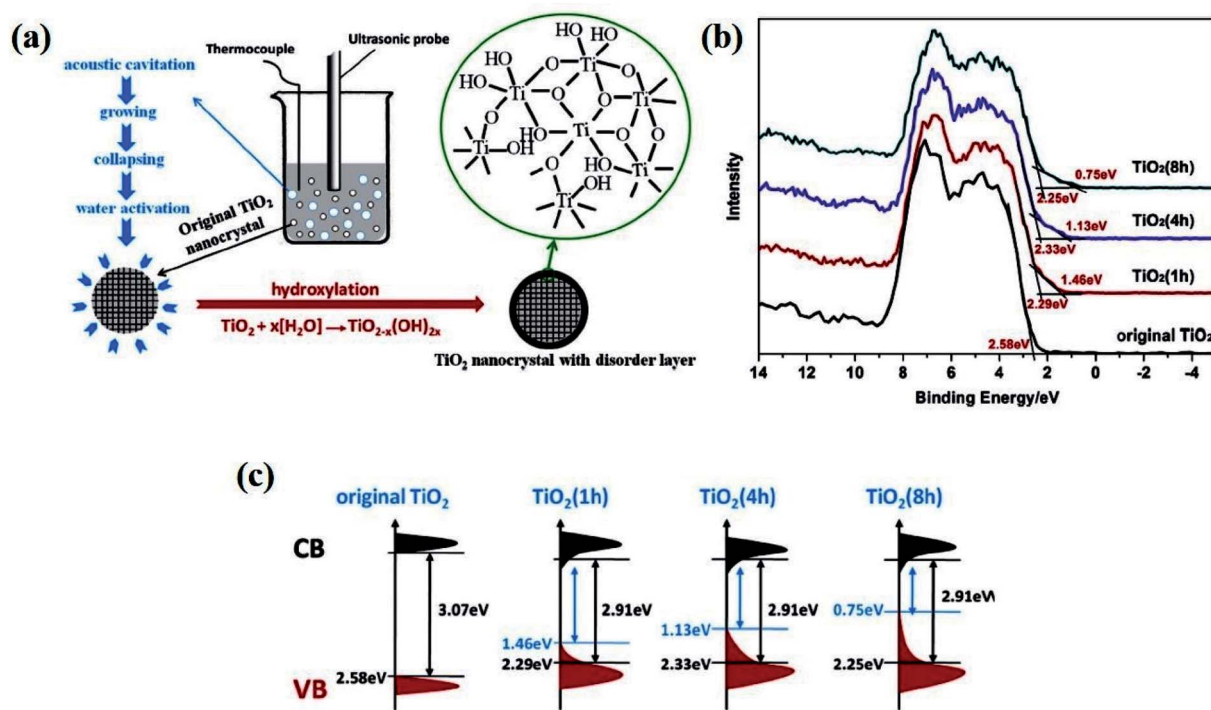 (a)
acoustic cavitation
growing
collapsing
water activation
Thermocouple
Ultrasonic probe
Original TiO₂
nanocrystal
hydroxylation
TiO₂ + x[H₂O] → TiO₂₋ₓ(OH)₂ₓ
HO HO
HO Ti HO
HO O O
HO Ti O O Ti
O HO Ti O O
Ti OH O HO
O Ti
Ti OH
TiO₂ nanocrystal with disorder layer
(b)
Intensity
0.75eV
TiO₂(8h)
2.25eV
1.13eV
TiO₂(4h)
2.33eV
1.46eV
TiO₂(1h)
2.29eV
2.58eV
original TiO₂
14 12 10 8 6 4 2 0 -2 -4
Binding Energy/eV
(c)
original TiO₂
TiO₂(1h)
TiO₂(4h)
TiO₂(8h)
CB
3.07eV
2.91eV
2.91eV
2.91eV
1.46eV
1.13eV
0.75eV
2.58eV
2.29eV
2.33eV
2.25eV
VB